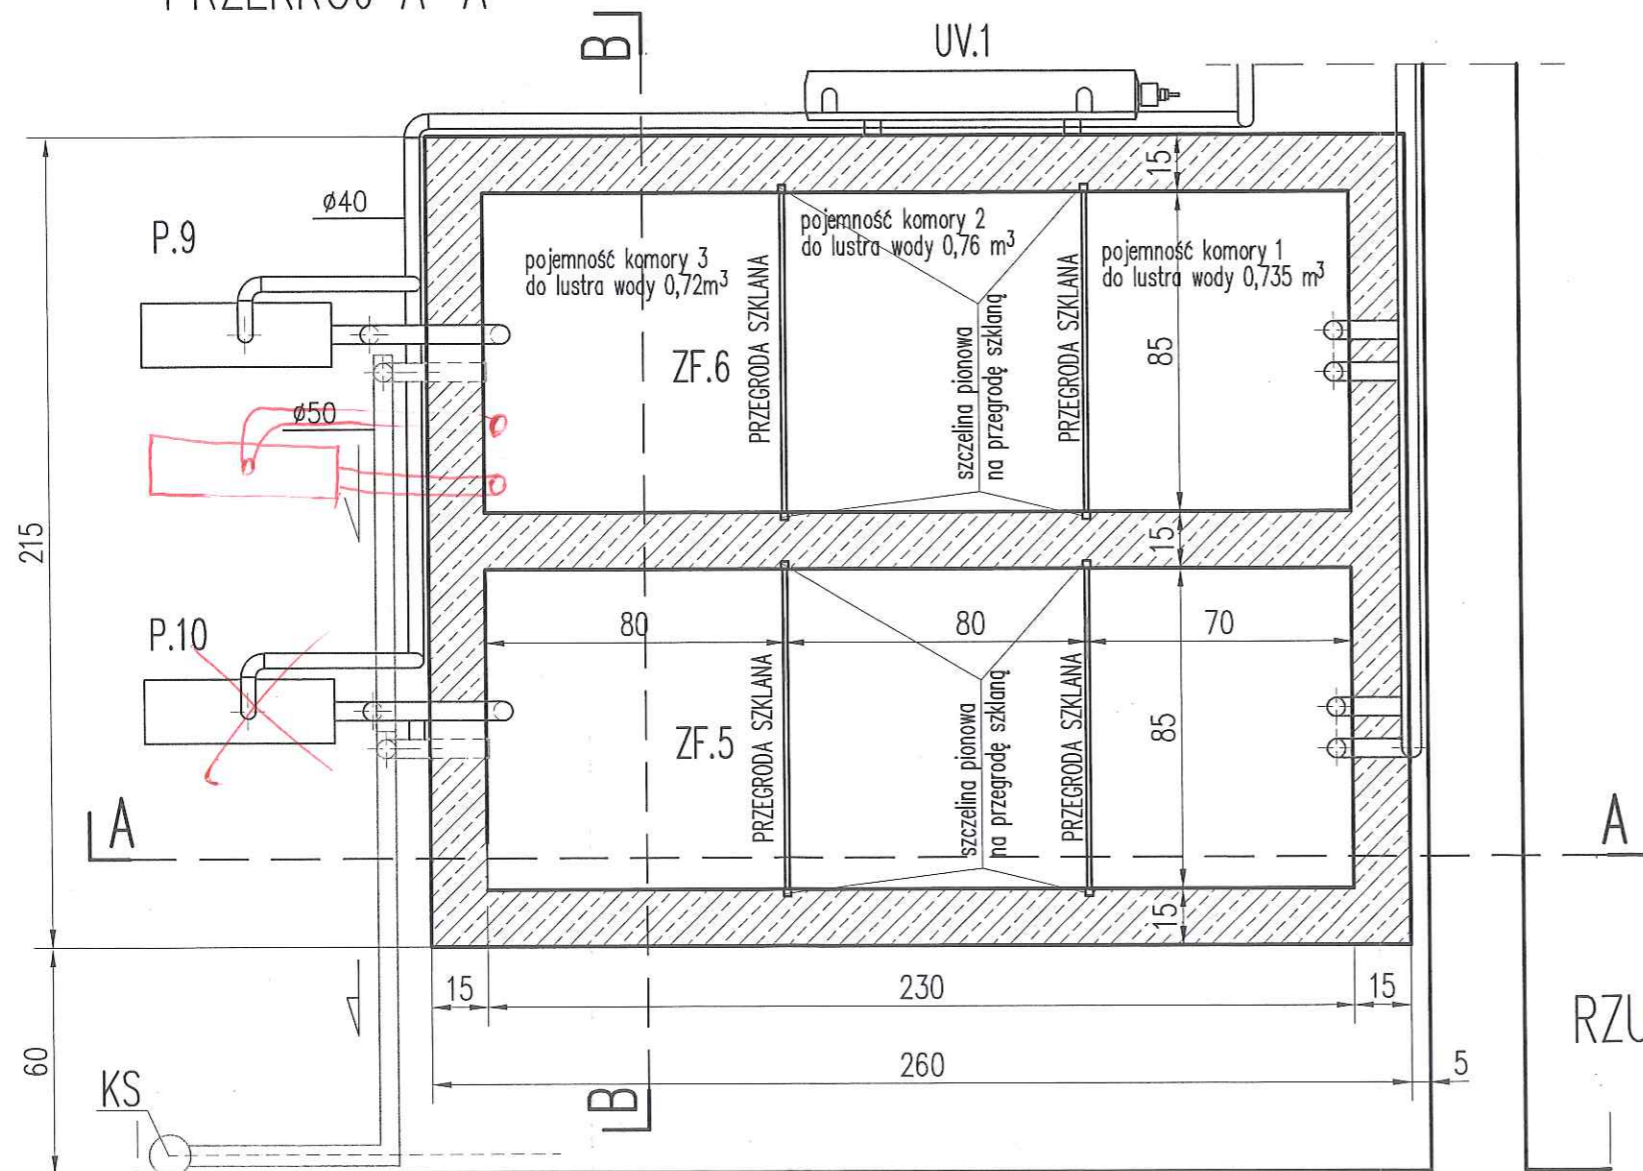 B
UV.1
15
ø40
P.9
pojemność komory 3
do lustra wody 0,72m³
pojemność komory 2
do lustra wody 0,76 m³
pojemność komory 1
do lustra wody 0,735 m³
PRZEGRODA SZKLANA
szczelina pionowa
na przegrodę szklaną
PRZEGRODA SZKLANA
85
ZF.6
ø50
215
15
P.10
80
80
70
ZF.5
PRZEGRODA SZKLANA
szczelina pionowa
na przegrodę szklaną
PRZEGRODA SZKLANA
85
A
A
15
15
230
15
60
260
5
KS
B